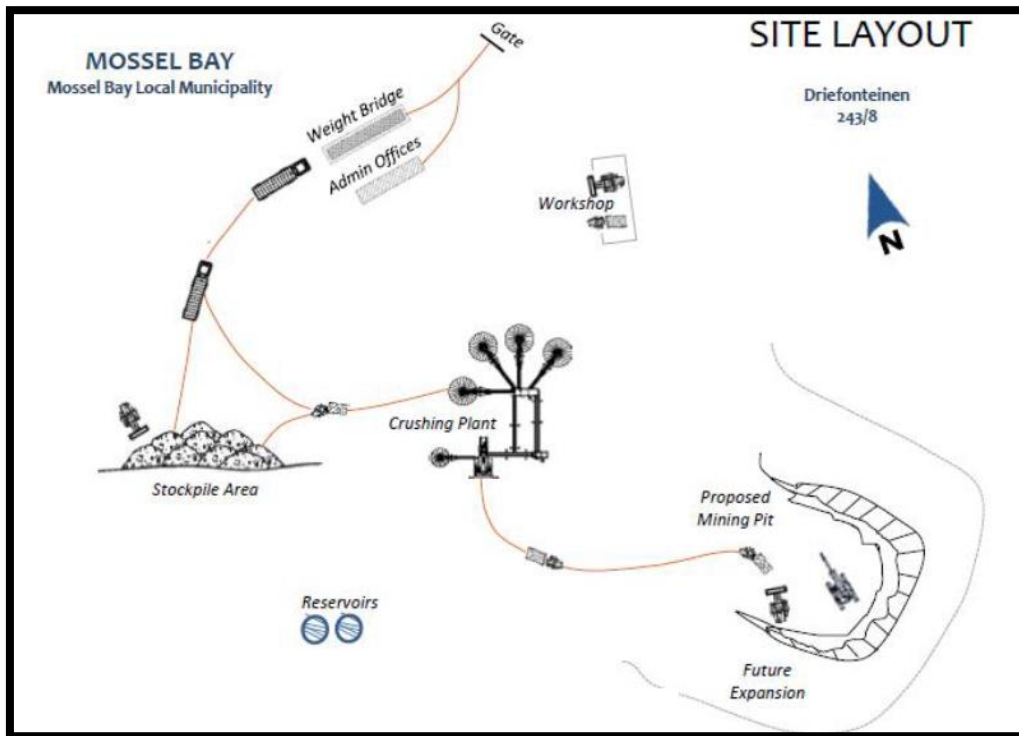 MOSSEL BAY
Mossel Bay Local Municipality
Gate
SITE LAYOUT
Driefonteinen
243/8
Weight Bridge
Admin Offices
Workshop
N
Crushing Plant
Stockpile Area
Proposed
Mining Pit
Reservoirs
Future
Expansion